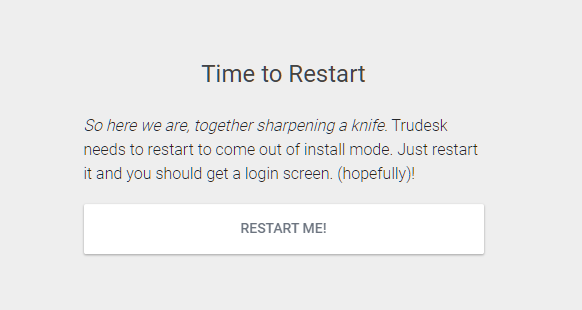 Time to Restart
So here we are, together sharpening a knife. Trudesk
needs to restart to come out of install mode. Just restart
it and you should get a login screen. (hopefully)!
RESTART ME!